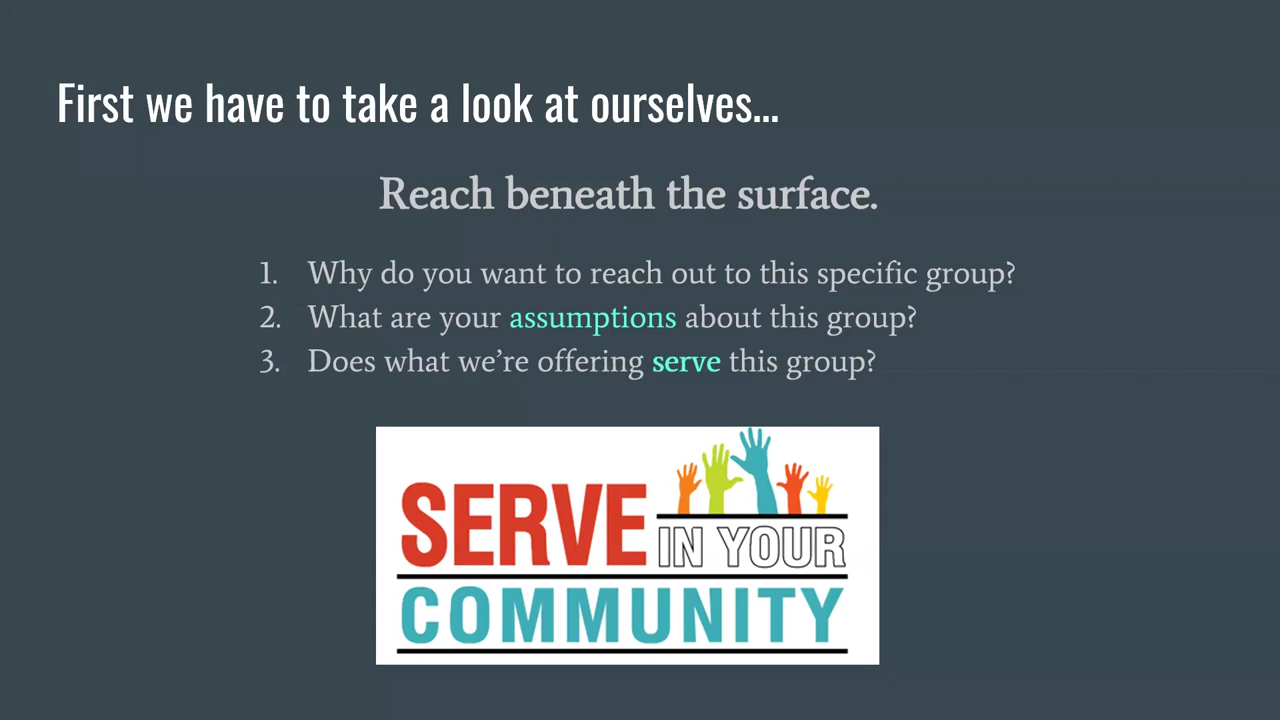 First we have to take a look at ourselves...
Reach beneath the surface.
1. Why do you want to reach out to this specific group?
2. What are your assumptions about this group?
3. Does what we’re offering serve this group?
SERVE IN YOUR
COMMUNITY